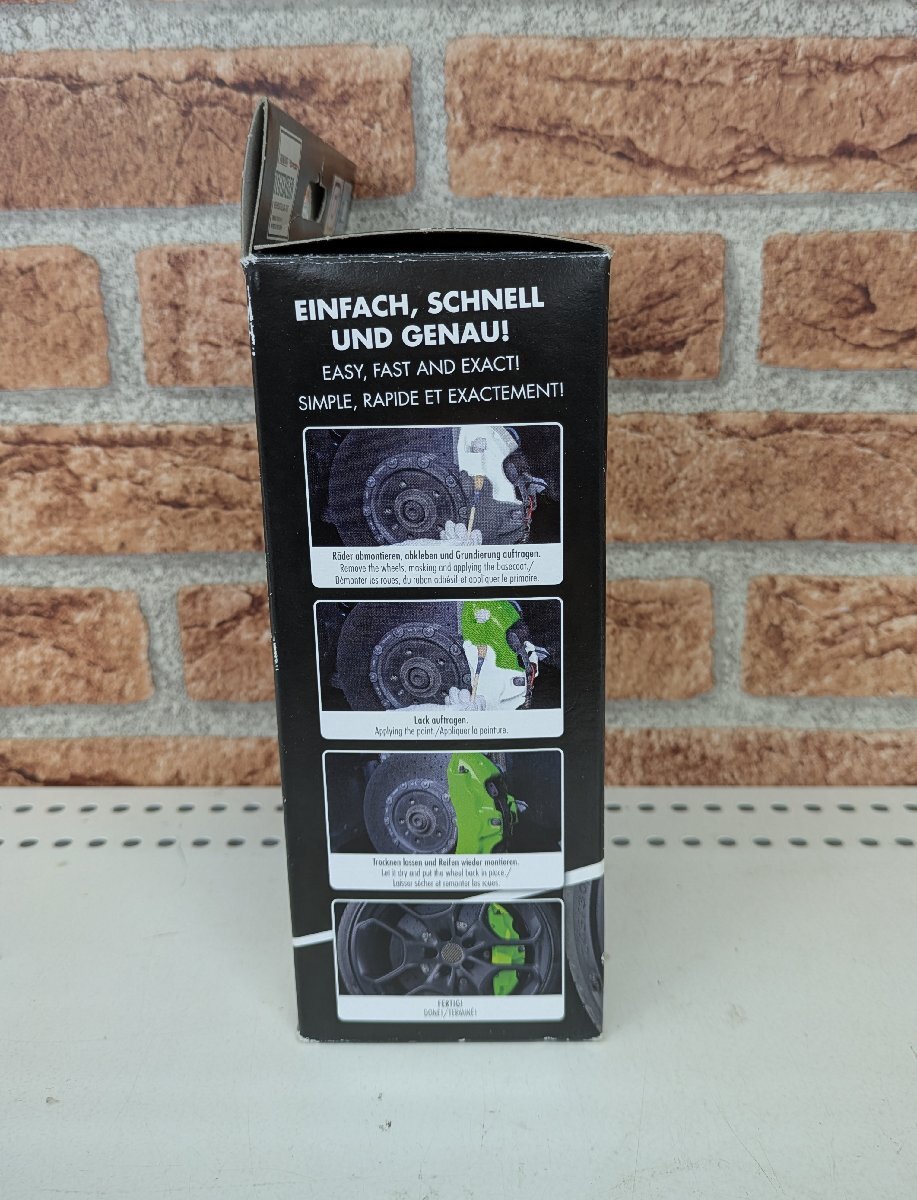 EINFACH, SCHNELL
UND GENAU!
EASY, FAST AND EXACT!
SIMPLE, RAPIDE ET EXACTEMENT!
Räder abmontieren, abkleben und Grundierung auftragen.
Remove the wheels, masking and applying the basecoat./
Démonter les roues, du ruban adhésif et appliquer le primaire.
Lack auftragen.
Applying the paint./Appliquer la peinture.
Trocknen lassen und Reifen wieder montieren.
Let it dry and put the wheel back in place./
Laisser sécher et remonter les roues.
FERTIG!
DONE!/TERMINÉ!